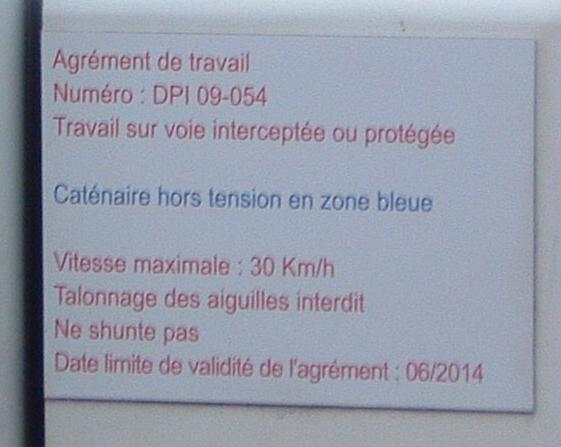 Agrément de travail
Numéro : DPI 09-054
Travail sur voie interceptée ou protégée
Caténaire hors tension en zone bleue
Vitesse maximale : 30 Km/h
Talonnage des aiguilles interdit
Ne shunte pas
Date limite de validité de l'agrément : 06/2014